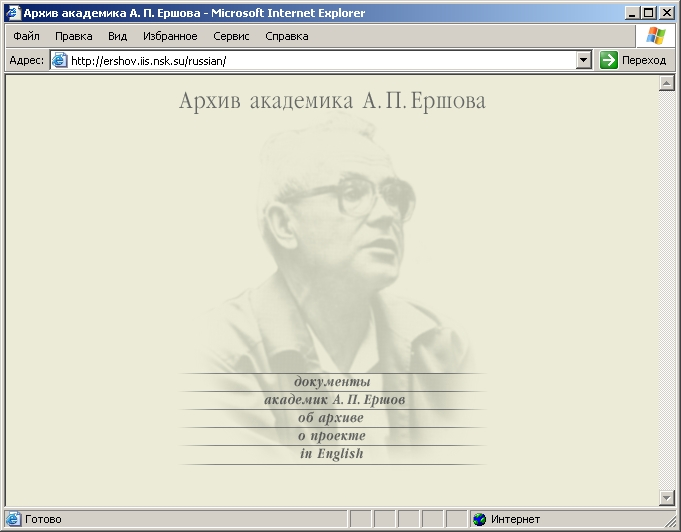 Архив академика А. П. Ершова - Microsoft Internet Explorer
Файл Правка Вид Избранное Сервис Справка
Адрес: http://ershov.iis.nsk.su/russian/ Переход
Архив академика А. П. Ершова
документы
академик А. П. Ершов
об архиве
о проекте
in English
Готово Интернет